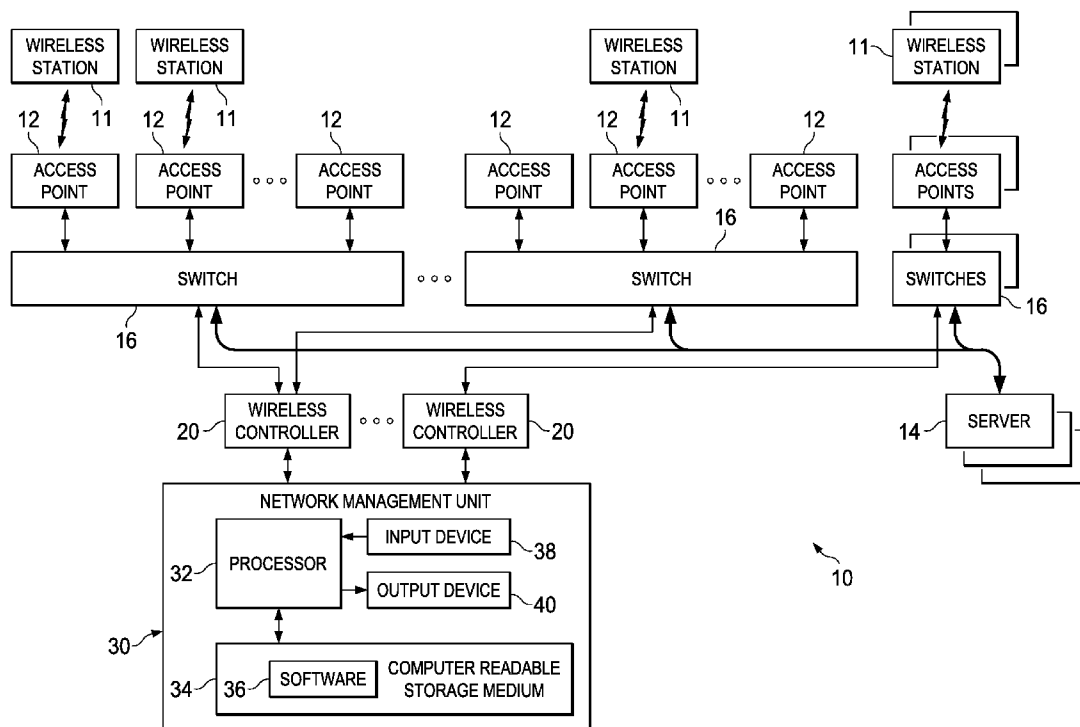 WIRELESS STATION
WIRELESS STATION
WIRELESS STATION
11
WIRELESS STATION
11
11
11
12
12
12
12
12
12
ACCESS POINT
ACCESS POINT
ACCESS POINT
ACCESS POINT
ACCESS POINT
ACCESS POINT
ACCESS POINTS
16
SWITCH
SWITCH
SWITCHES
16
16
WIRELESS CONTROLLER
WIRELESS CONTROLLER
20
20
14
SERVER
NETWORK MANAGEMENT UNIT
INPUT DEVICE
38
32
PROCESSOR
OUTPUT DEVICE
40
10
30
34
36
SOFTWARE
COMPUTER READABLE STORAGE MEDIUM